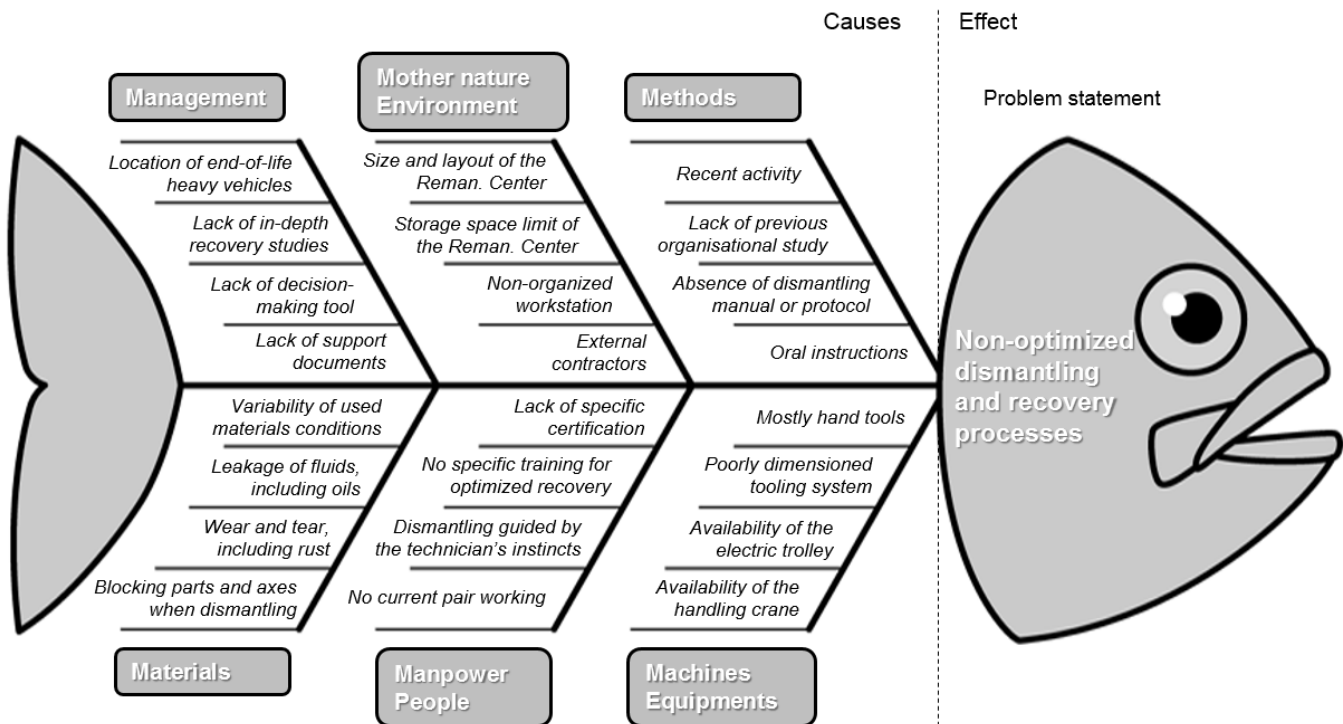 Causes
Effect
Problem statement
Management
Location of end-of-life
heavy vehicles
Lack of in-depth
recovery studies
Lack of decision-
making tool
Lack of support
documents
Mother nature
Environment
Size and layout of the
Reman. Center
Storage space limit of
the Reman. Center
Non-organized
workstation
External
contractors
Methods
Recent activity
Lack of previous
organisational study
Absence of dismantling
manual or protocol
Oral instructions
Non-optimized
dismantling
and recovery
processes
Variability of used
materials conditions
Leakage of fluids,
including oils
Wear and tear,
including rust
Blocking parts and axes
when dismantling
Materials
Lack of specific
certification
No specific training for
optimized recovery
Dismantling guided by
the technician's instincts
No current pair working
Manpower
People
Mostly hand tools
Poorly dimensioned
tooling system
Availability of the
electric trolley
Availability of the
handling crane
Machines
Equipments